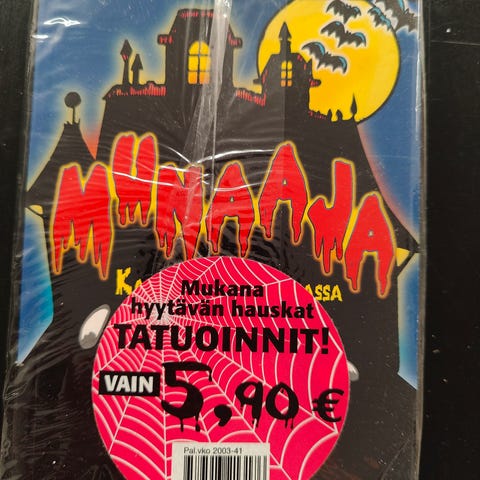 MUNAAJA
Mukana
hyytävän hauskat
TATUOINNIT!
VAIN 5,90 €
Pal.vko 2003-41